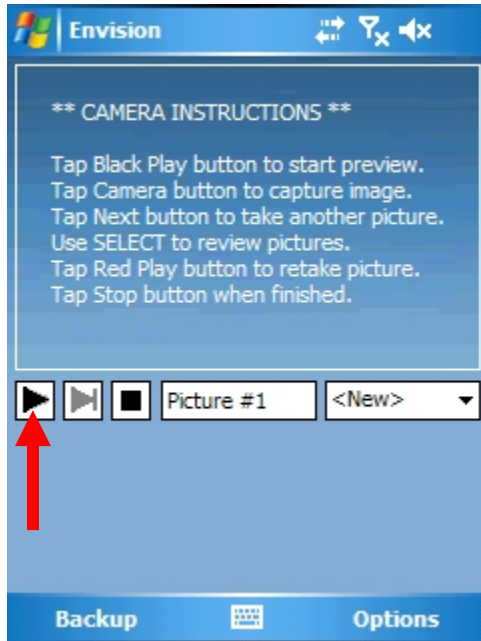 Envision
** CAMERA INSTRUCTIONS **
Tap Black Play button to start preview.
Tap Camera button to capture image.
Tap Next button to take another picture.
Use SELECT to review pictures.
Tap Red Play button to retake picture.
Tap Stop button when finished.
Picture #1 <New>
Backup Options